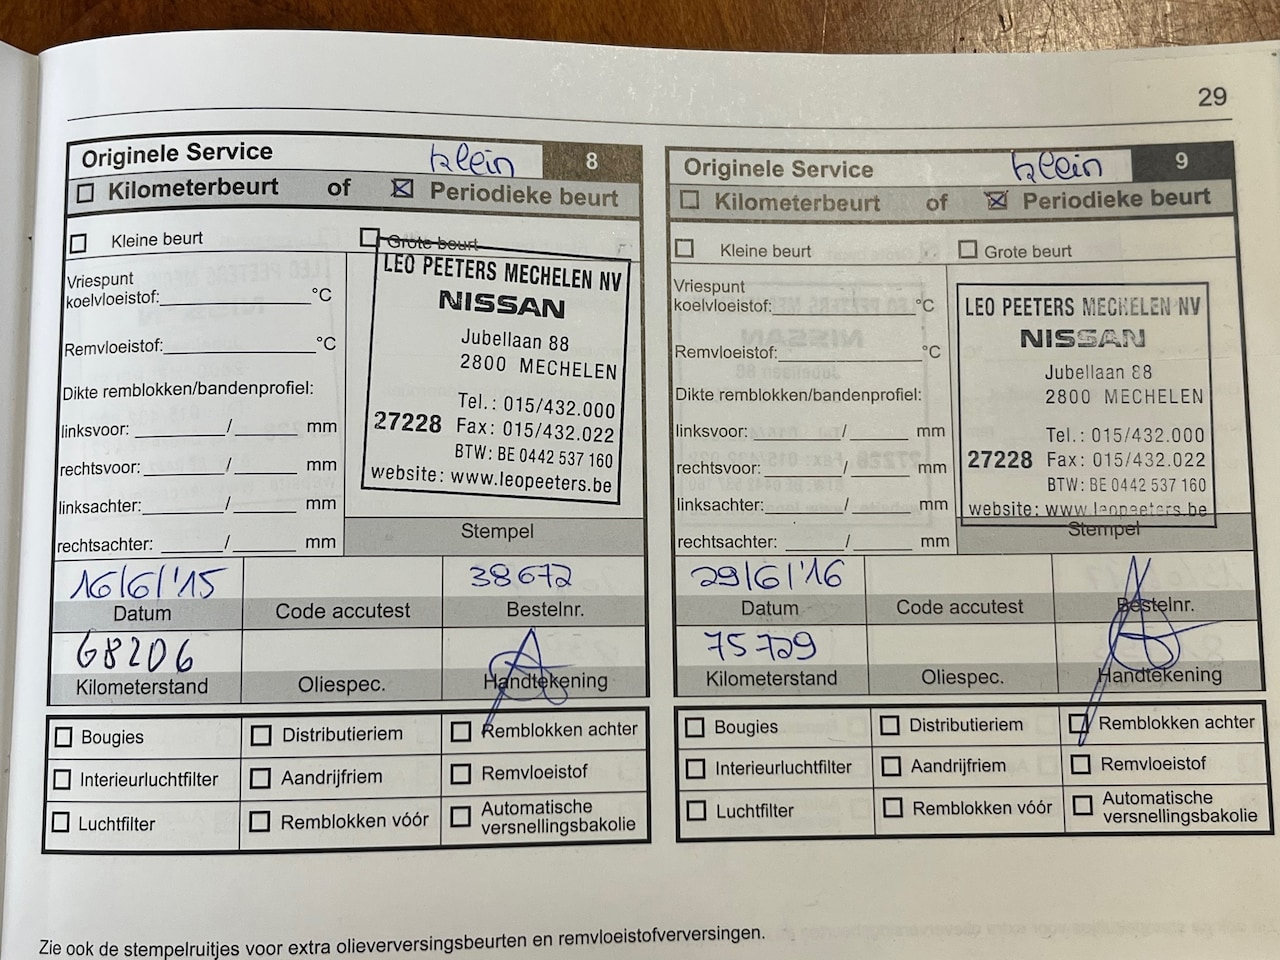 29
Originele Service klein 8
Kilometerbeurt of Periodieke beurt
Kleine beurt Grote beurt
Vriespunt
koelvloeistof: °C
Remvloeistof: °C
Dikte remblokken/bandenprofiel:
linksvoor: / mm
rechtsvoor: / mm
linksachter: / mm
rechtsachter: / mm
LEO PEETERS MECHELEN NV
NISSAN
Jubellaan 88
2800 MECHELEN
Tel.: 015/432.000
27228 Fax: 015/432.022
BTW: BE 0442 537 160
website: www.leopeeters.be
Stempel
16/6/'15 38672
Datum Code accutest Bestelnr.
68206
Kilometerstand Oliespec. Handtekening
Bougies Distributieriem Remblokken achter
Interieurluchtfilter Aandrijfriem Remvloeistof
Luchtfilter Remblokken vóór Automatische
versnellingsbakolie
Originele Service klein 9
Kilometerbeurt of Periodieke beurt
Kleine beurt Grote beurt
Vriespunt
koelvloeistof: °C
Remvloeistof: °C
Dikte remblokken/bandenprofiel:
linksvoor: / mm
rechtsvoor: / mm
linksachter: / mm
rechtsachter: / mm
LEO PEETERS MECHELEN NV
NISSAN
Jubellaan 88
2800 MECHELEN
Tel.: 015/432.000
27228 Fax: 015/432.022
BTW: BE 0442 537 160
website: www.leopeeters.be
Stempel
29/6/'16
Datum Code accutest Bestelnr.
75729
Kilometerstand Oliespec. Handtekening
Bougies Distributieriem Remblokken achter
Interieurluchtfilter Aandrijfriem Remvloeistof
Luchtfilter Remblokken vóór Automatische
versnellingsbakolie
Zie ook de stempelruitjes voor extra olieverversingsbeurten en remvloeistofverversingen.